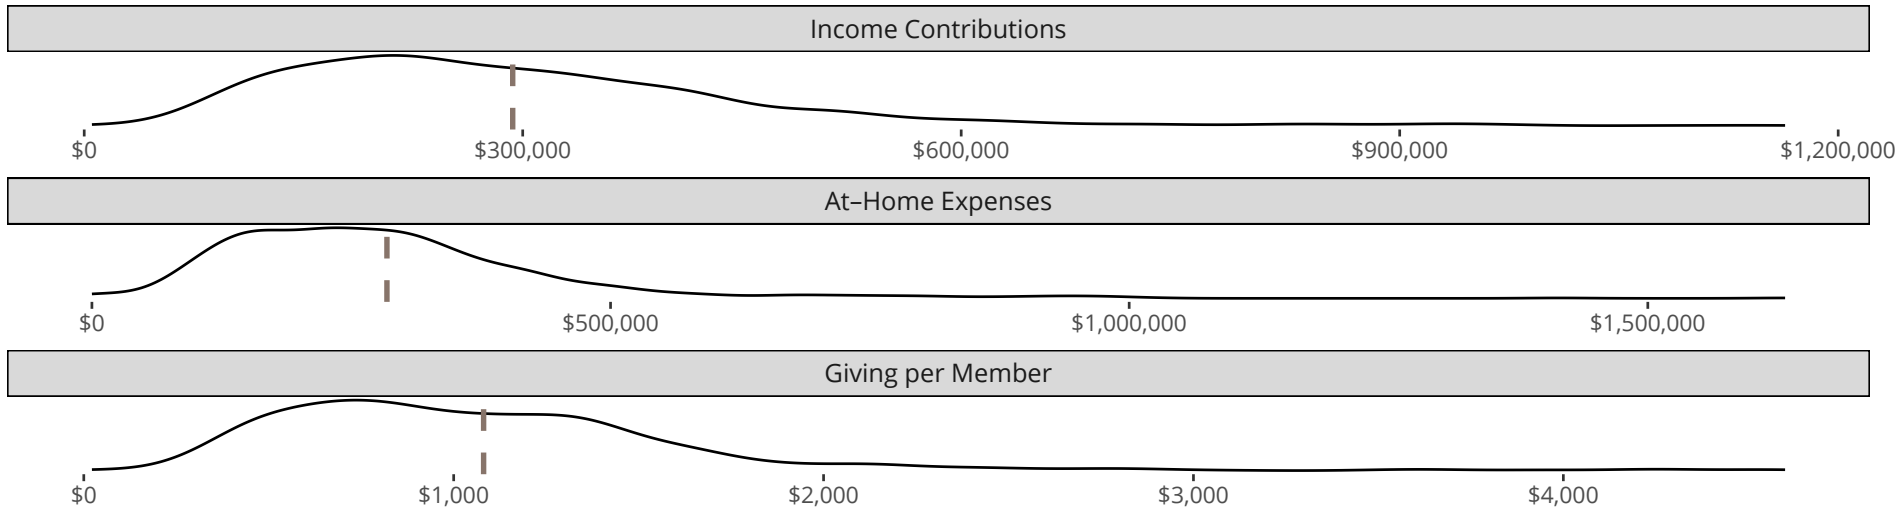 Income Contributions
$0 $300,000 $600,000 $900,000 $1,200,000
At–Home Expenses
$0 $500,000 $1,000,000 $1,500,000
Giving per Member
$0 $1,000 $2,000 $3,000 $4,000